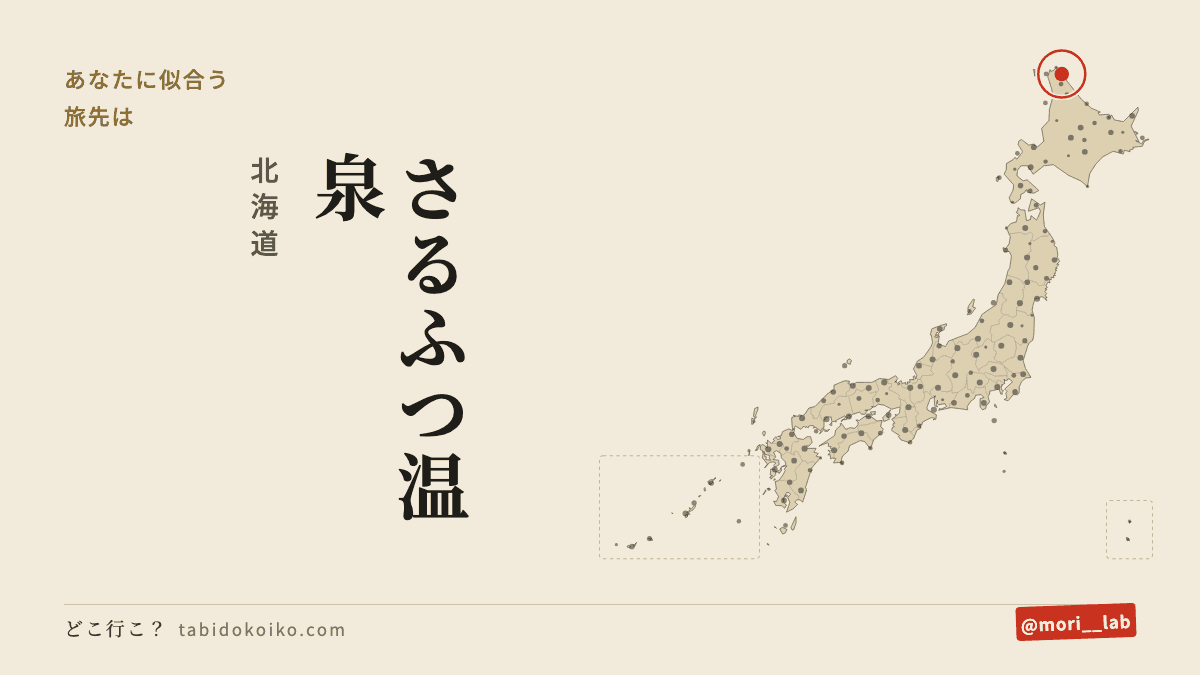 あなたに似合う
旅先は
さるふつ温
泉
北海道
どこ行こ？ tabidokoiko.com
@mori__lab